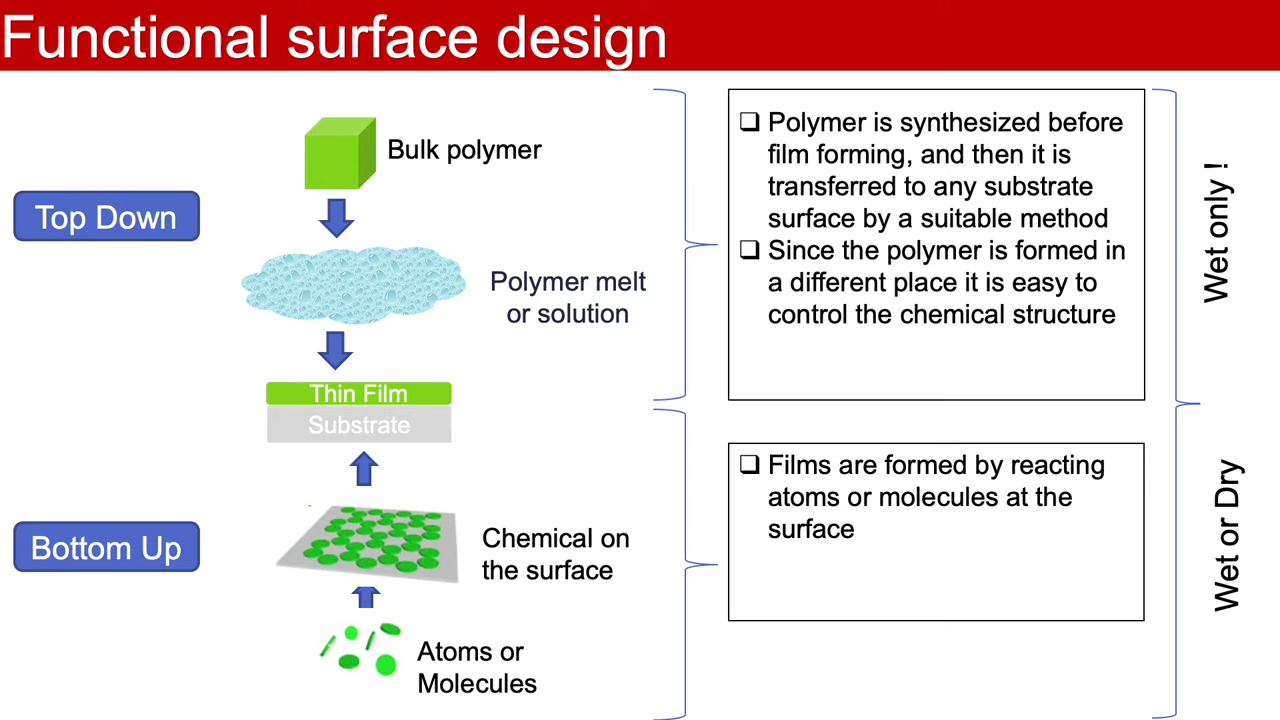 Functional surface design
Top Down
Bulk polymer
Polymer melt
or solution
Thin Film
Substrate
❑ Polymer is synthesized before
film forming, and then it is
transferred to any substrate
surface by a suitable method
❑ Since the polymer is formed in
a different place it is easy to
control the chemical structure
Wet only !
Bottom Up
Chemical on
the surface
Atoms or
Molecules
❑ Films are formed by reacting
atoms or molecules at the
surface
Wet or Dry